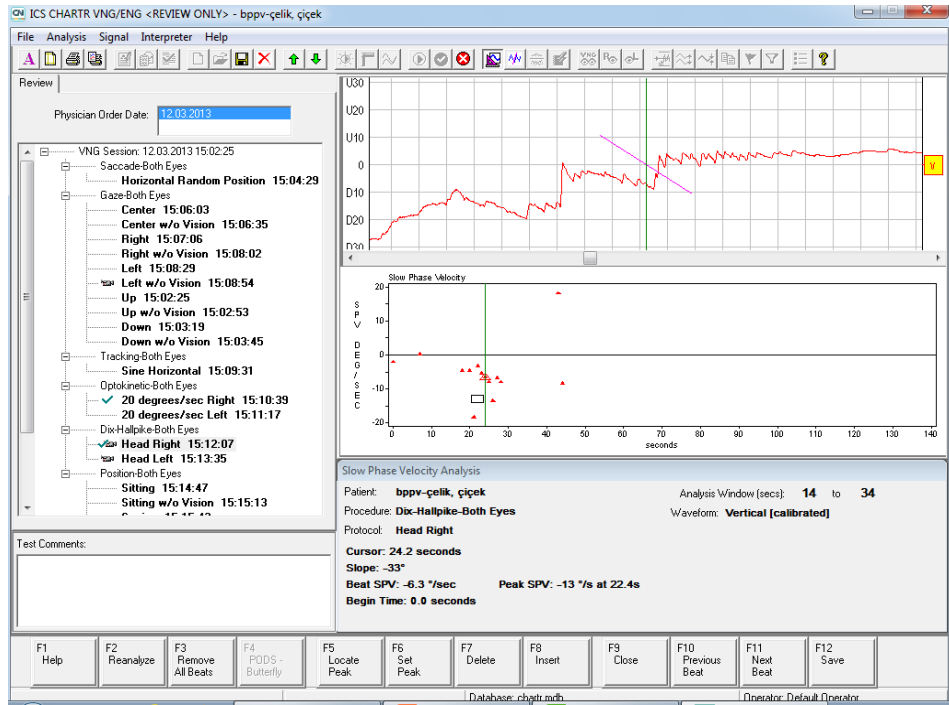 CN ICS CHARTR VNG/ENG <REVIEW ONLY> - bppv-çelik, çiçek
File Analysis Signal Interpreter Help
Review
Physician Order Date: 12.03.2013
VNG Session: 12.03.2013 15:02:25
Saccade-Both Eyes
Horizontal Random Position 15:04:29
Gaze-Both Eyes
Center 15:06:03
Center w/o Vision 15:06:35
Right 15:07:06
Right w/o Vision 15:08:02
Left 15:08:29
Left w/o Vision 15:08:54
Up 15:02:25
Up w/o Vision 15:02:53
Down 15:03:19
Down w/o Vision 15:03:45
Tracking-Both Eyes
Sine Horizontal 15:09:31
Optokinetic-Both Eyes
20 degrees/sec Right 15:10:39
20 degrees/sec Left 15:11:17
Dix-Hallpike-Both Eyes
Head Right 15:12:07
Head Left 15:13:35
Position-Both Eyes
Sitting 15:14:47
Sitting w/o Vision 15:15:13
Test Comments:
U30
U20
U10
0
D10
D20
D30
V
Slow Phase Velocity
SPV DEG/SEC
20
10
0
-10
-20
0 10 20 30 40 50 60 70 80 90 100 110 120 130 140
seconds
Slow Phase Velocity Analysis
Patient: bppv-çelik, çiçek
Analysis Window (secs): 14 to 34
Procedure: Dix-Hallpike-Both Eyes
Waveform: Vertical [calibrated]
Protocol: Head Right
Cursor: 24.2 seconds
Slope: -33°
Beat SPV: -6.3 °/sec Peak SPV: -13 °/s at 22.4s
Begin Time: 0.0 seconds
F1 Help
F2 Reanalyze
F3 Remove All Beats
F4 PODS - Butterfly
F5 Locate Peak
F6 Set Peak
F7 Delete
F8 Insert
F9 Close
F10 Previous Beat
F11 Next Beat
F12 Save
Database: chartr.mdb
Operator: Default Operator